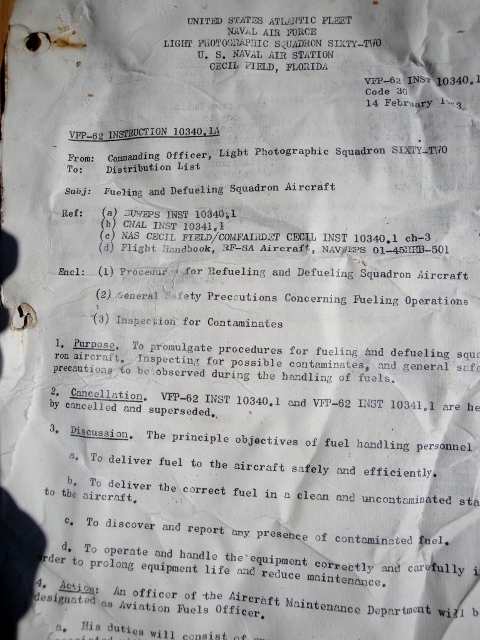 UNITED STATES ATLANTIC FLEET
NAVAL AIR FORCE
LIGHT PHOTOGRAPHIC SQUADRON SIXTY-TWO
U. S. NAVAL AIR STATION
CECIL FIELD, FLORIDA
VFP-62 INST 10340.1
Code 30
14 February
VFP-62 INSTRUCTION 10340.1A
From: Commanding Officer, Light Photographic Squadron SIXTY-TWO
To: Distribution List
Subj: Fueling and Defueling Squadron Aircraft
Ref: (a) BUWEPS INST 10340.1
(b) CNAL INST 10341.1
(c) NAS CECIL FIELD/COMFAIRDET CECIL INST 10340.1 ch-3
(d) Flight Handbook, RF-8A Aircraft, NAVWEPS 01-45HHB-501
Encl: (1) Procedure for Refueling and Defueling Squadron Aircraft
(2) General Safety Precautions Concerning Fueling Operations
(3) Inspection for Contaminates
1. Purpose. To promulgate procedures for fueling and defueling squa
ron aircraft. Inspecting for possible contaminates, and general safe
precautions to be observed during the handling of fuels.
2. Cancellation. VFP-62 INST 10340.1 and VFP-62 INST 10341.1 are he
by cancelled and superseded.
3. Discussion. The principle objectives of fuel handling personnel
a. To deliver fuel to the aircraft safely and efficiently.
b. To deliver the correct fuel in a clean and uncontaminated sta
to the aircraft.
c. To discover and report any presence of contaminated fuel.
d. To operate and handle the equipment correctly and carefully i
order to prolong equipment life and reduce maintenance.
4. Action: An officer of the Aircraft Maintenance Department will b
designated as Aviation Fuels Officer.
a. His duties will consist of